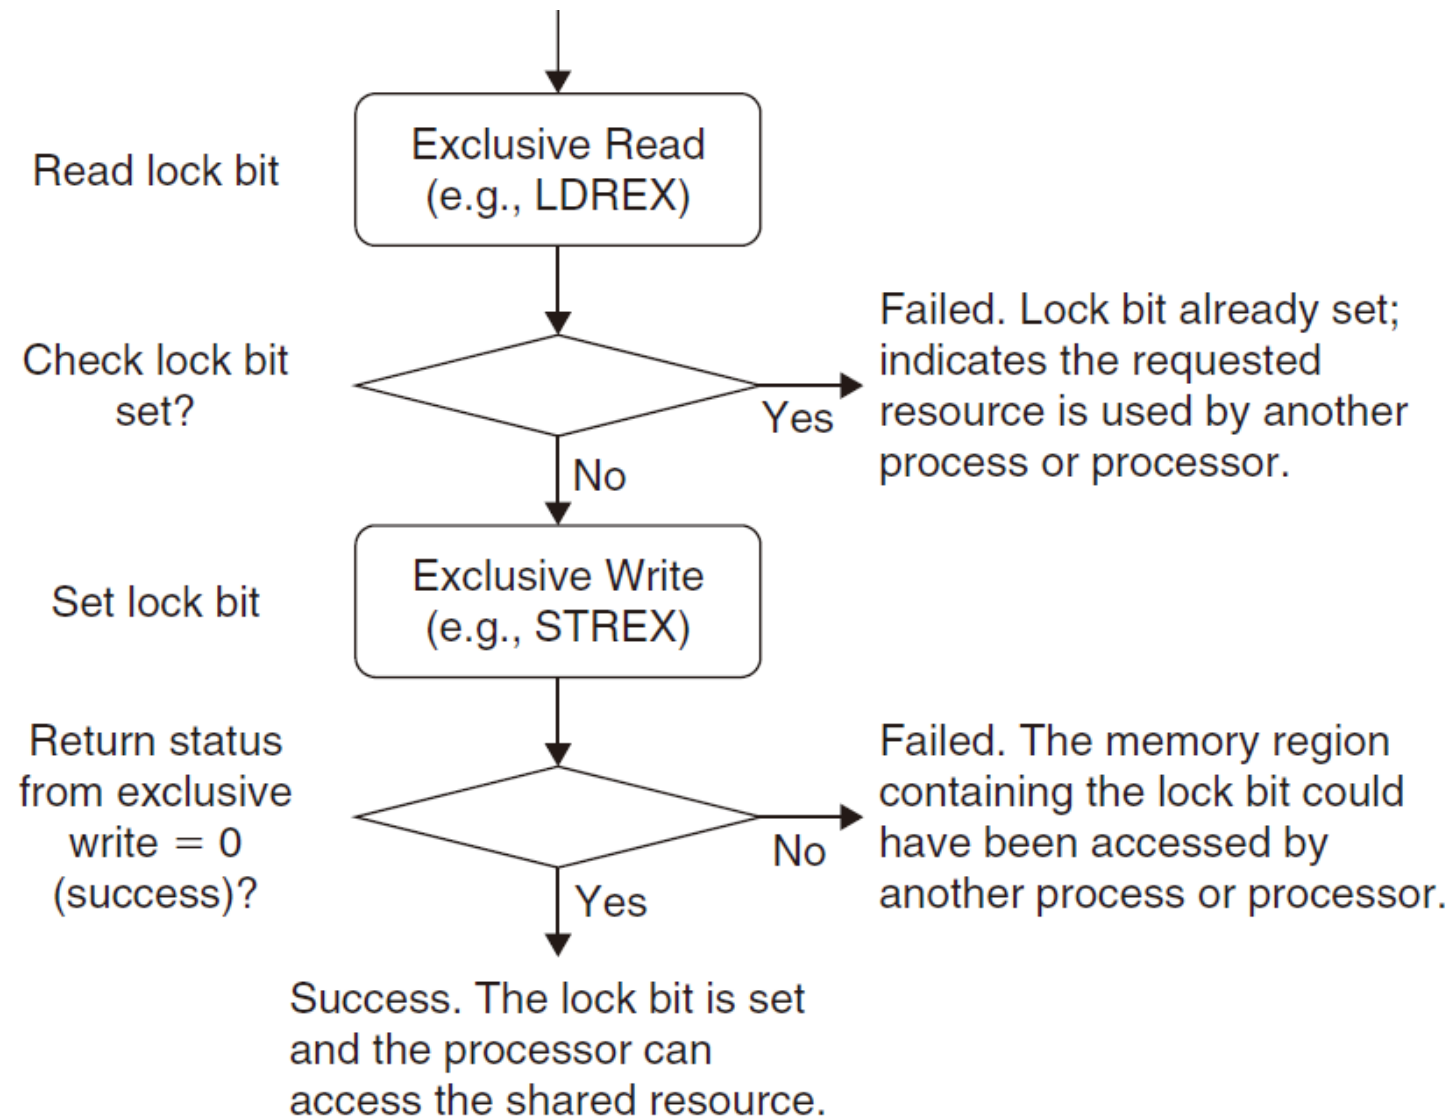 Read lock bit
Exclusive Read
(e.g., LDREX)
Check lock bit
set?
Yes
Failed. Lock bit already set;
indicates the requested
resource is used by another
process or processor.
No
Set lock bit
Exclusive Write
(e.g., STREX)
Return status
from exclusive
write = 0
(success)?
No
Failed. The memory region
containing the lock bit could
have been accessed by
another process or processor.
Yes
Success. The lock bit is set
and the processor can
access the shared resource.